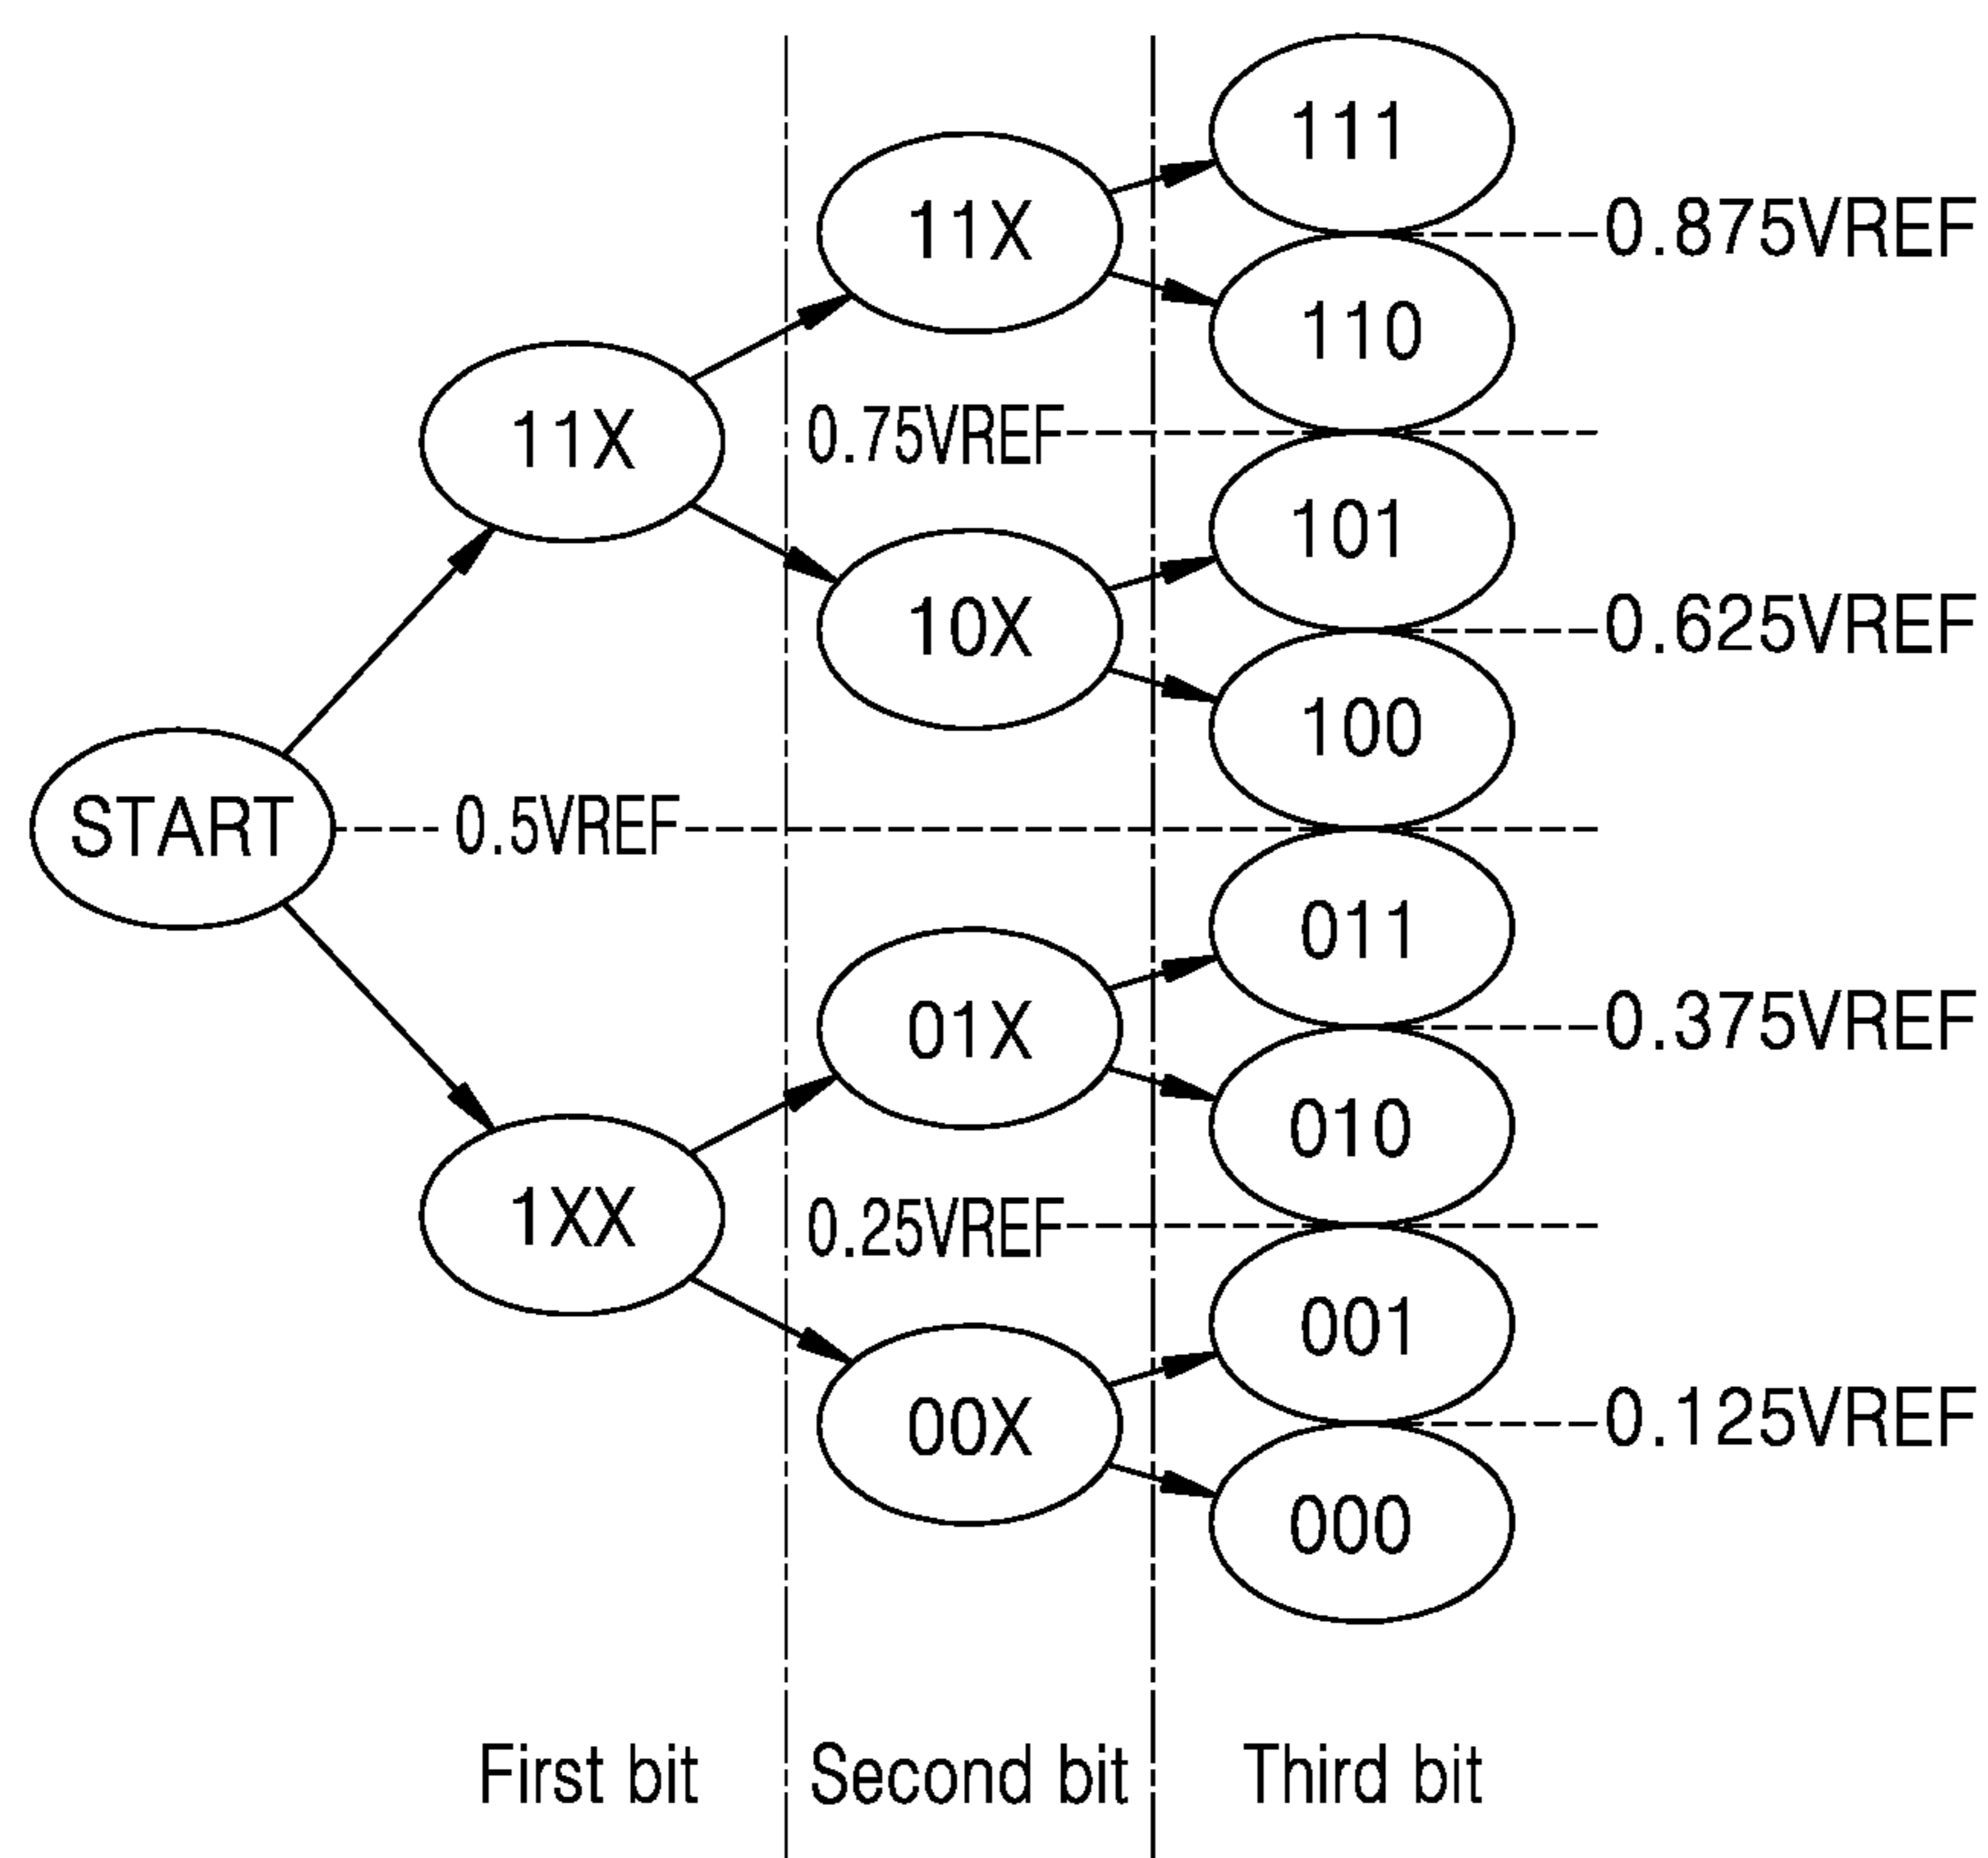 111
0.875VREF
11X
110
11X
0.75VREF
101
10X
0.625VREF
100
START
0.5VREF
011
01X
0.375VREF
010
1XX
0.25VREF
001
00X
0.125VREF
000
First bit
Second bit
Third bit